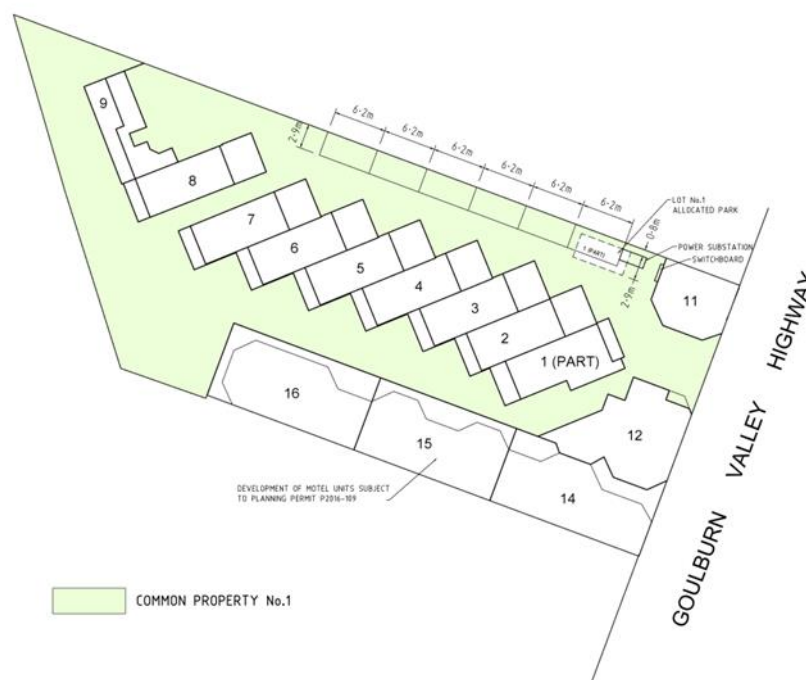 9
8
7
6
5
4
3
2
1 (PART)
2·9m
6·2m
6·2m
6·2m
6·2m
6·2m
6·2m
LOT No.1
ALLOCATED PARK
0·8m
POWER SUBSTATION
SWITCHBOARD
1 (PART)
2·9m
11
12
16
15
14
DEVELOPMENT OF MOTEL UNITS SUBJECT
TO PLANNING PERMIT P2016-109
GOULBURN VALLEY HIGHWAY
COMMON PROPERTY No.1